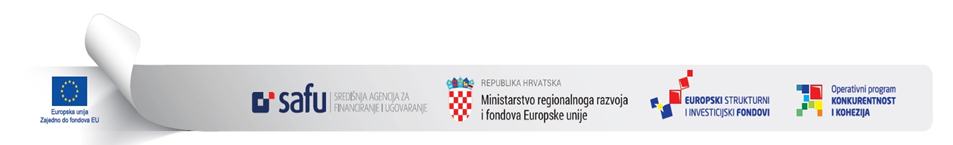 Europska unija
Zajedno do fondova EU
safu
SREDIŠNJA AGENCIJA ZA
FINANCIRANJE I UGOVARANJE
REPUBLIKA HRVATSKA
Ministarstvo regionalnoga razvoja
i fondova Europske unije
EUROPSKI STRUKTURNI
I INVESTICIJSKI FONDOVI
Operativni program
KONKURENTNOST
I KOHEZIJA